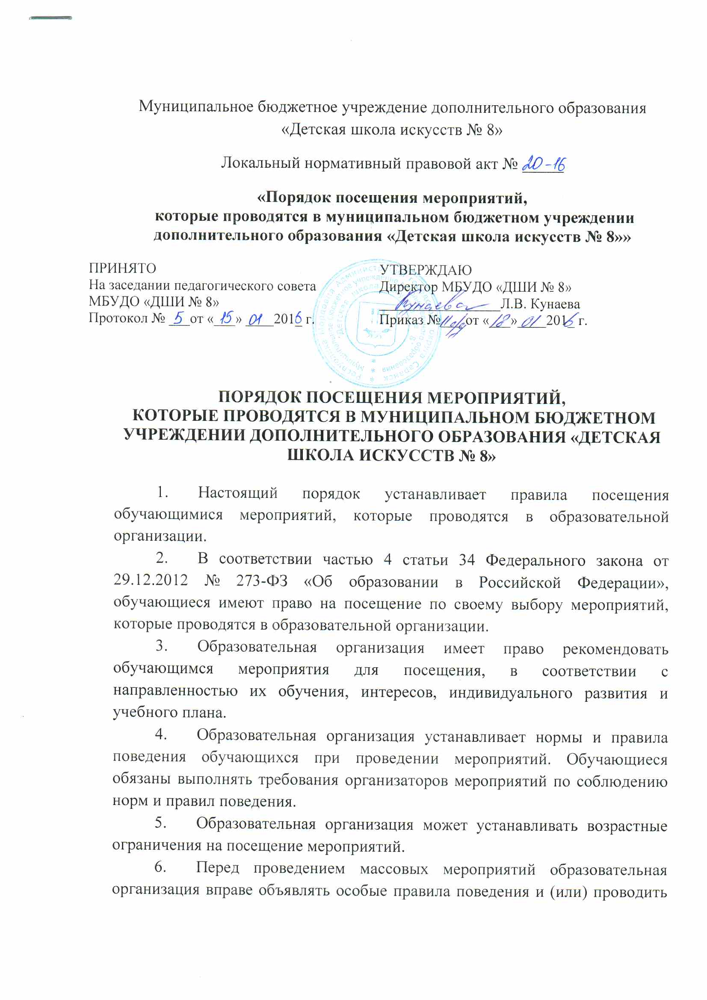 Муниципальное бюджетное учреждение дополнительного образования
«Детская школа искусств № 8»
Локальный нормативный правовой акт № 20-16
«Порядок посещения мероприятий,
которые проводятся в муниципальном бюджетном учреждении
дополнительного образования «Детская школа искусств № 8»»
ПРИНЯТО
На заседании педагогического совета
МБУДО «ДШИ № 8»
Протокол № 5 от «15» 01 2016 г.
УТВЕРЖДАЮ
Директор МБУДО «ДШИ № 8»
Кунаева Л.В. Кунаева
Приказ № 11 о/д от «18» 01 2016 г.
ПОРЯДОК ПОСЕЩЕНИЯ МЕРОПРИЯТИЙ,
КОТОРЫЕ ПРОВОДЯТСЯ В МУНИЦИПАЛЬНОМ БЮДЖЕТНОМ
УЧРЕЖДЕНИИ ДОПОЛНИТЕЛЬНОГО ОБРАЗОВАНИЯ «ДЕТСКАЯ
ШКОЛА ИСКУССТВ № 8»
1. Настоящий порядок устанавливает правила посещения
обучающимися мероприятий, которые проводятся в образовательной
организации.
2. В соответствии частью 4 статьи 34 Федерального закона от
29.12.2012 № 273-ФЗ «Об образовании в Российской Федерации»,
обучающиеся имеют право на посещение по своему выбору мероприятий,
которые проводятся в образовательной организации.
3. Образовательная организация имеет право рекомендовать
обучающимся мероприятия для посещения, в соответствии с
направленностью их обучения, интересов, индивидуального развития и
учебного плана.
4. Образовательная организация устанавливает нормы и правила
поведения обучающихся при проведении мероприятий. Обучающиеся
обязаны выполнять требования организаторов мероприятий по соблюдению
норм и правил поведения.
5. Образовательная организация может устанавливать возрастные
ограничения на посещение мероприятий.
6. Перед проведением массовых мероприятий образовательная
организация вправе объявлять особые правила поведения и (или) проводить